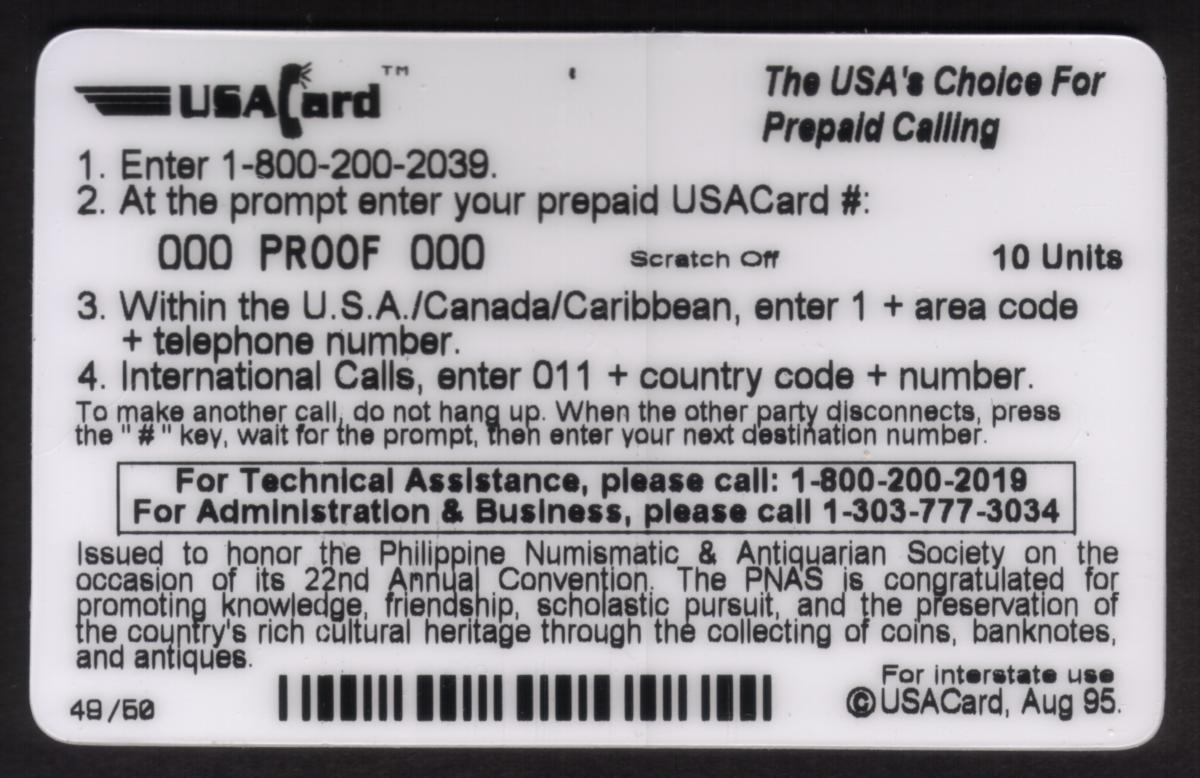 USACard™
The USA's Choice For
Prepaid Calling
1. Enter 1-800-200-2039.
2. At the prompt enter your prepaid USACard #:
000 PROOF 000 Scratch Off 10 Units
3. Within the U.S.A./Canada/Caribbean, enter 1 + area code
+ telephone number.
4. International Calls, enter 011 + country code + number.
To make another call, do not hang up. When the other party disconnects, press
the " # " key, wait for the prompt, then enter your next destination number.
For Technical Assistance, please call: 1-800-200-2019
For Administration & Business, please call 1-303-777-3034
Issued to honor the Philippine Numismatic & Antiquarian Society on the
occasion of its 22nd Annual Convention. The PNAS is congratulated for
promoting knowledge, friendship, scholastic pursuit, and the preservation of
the country's rich cultural heritage through the collecting of coins, banknotes,
and antiques.
49/50
For interstate use
©USACard, Aug 95.